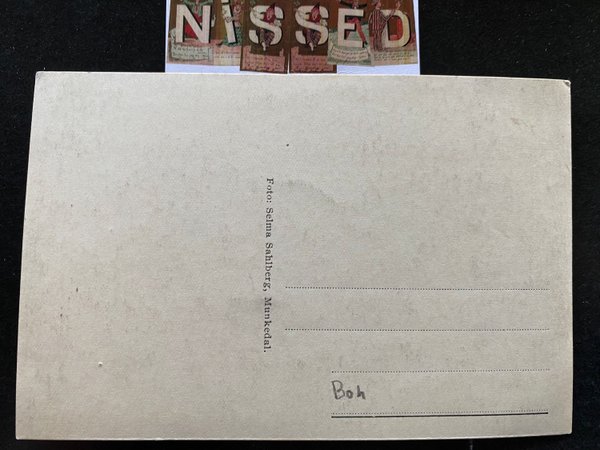 NiSSED
Foto: Selma Sahlberg, Munkedal.
Boh